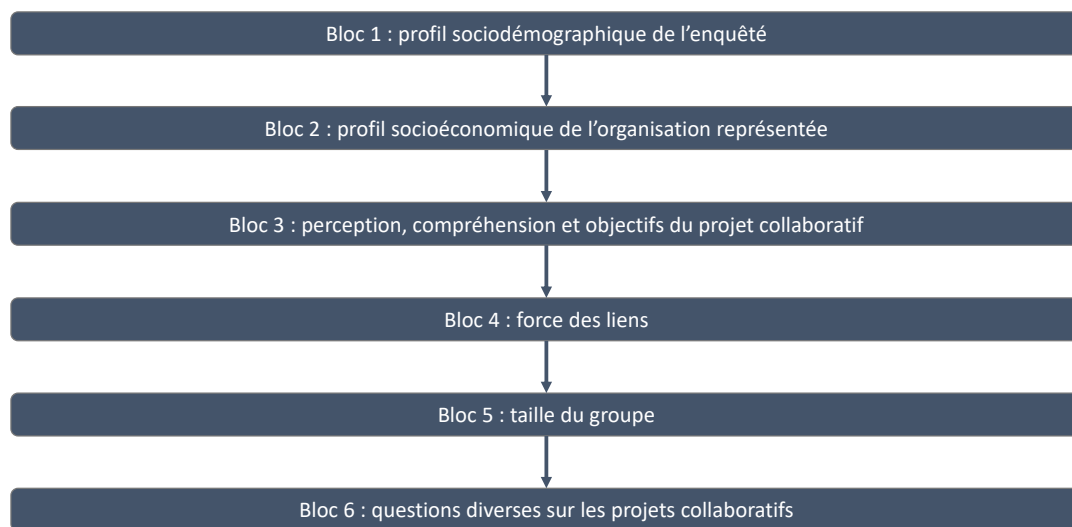 Bloc 1 : profil sociodémographique de l’enquêté
Bloc 2 : profil socioéconomique de l’organisation représentée
Bloc 3 : perception, compréhension et objectifs du projet collaboratif
Bloc 4 : force des liens
Bloc 5 : taille du groupe
Bloc 6 : questions diverses sur les projets collaboratifs